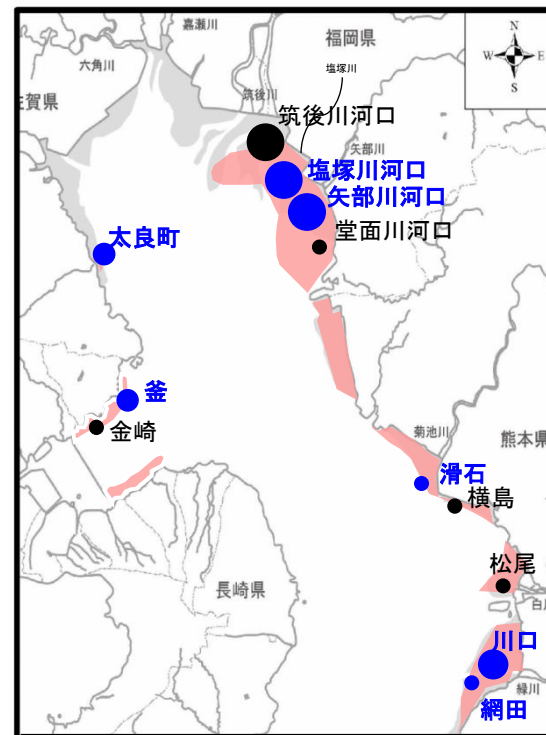 嘉瀬川
福岡県
N
W
E
S
六角川
塩塚川
筑後川
佐賀県
筑後川河口
矢部川
塩塚川河口
矢部川河口
太良町
堂面川河口
釜
金崎
菊池川
熊本県
滑石
横島
松尾
長崎県
白川
川口
緑川
網田